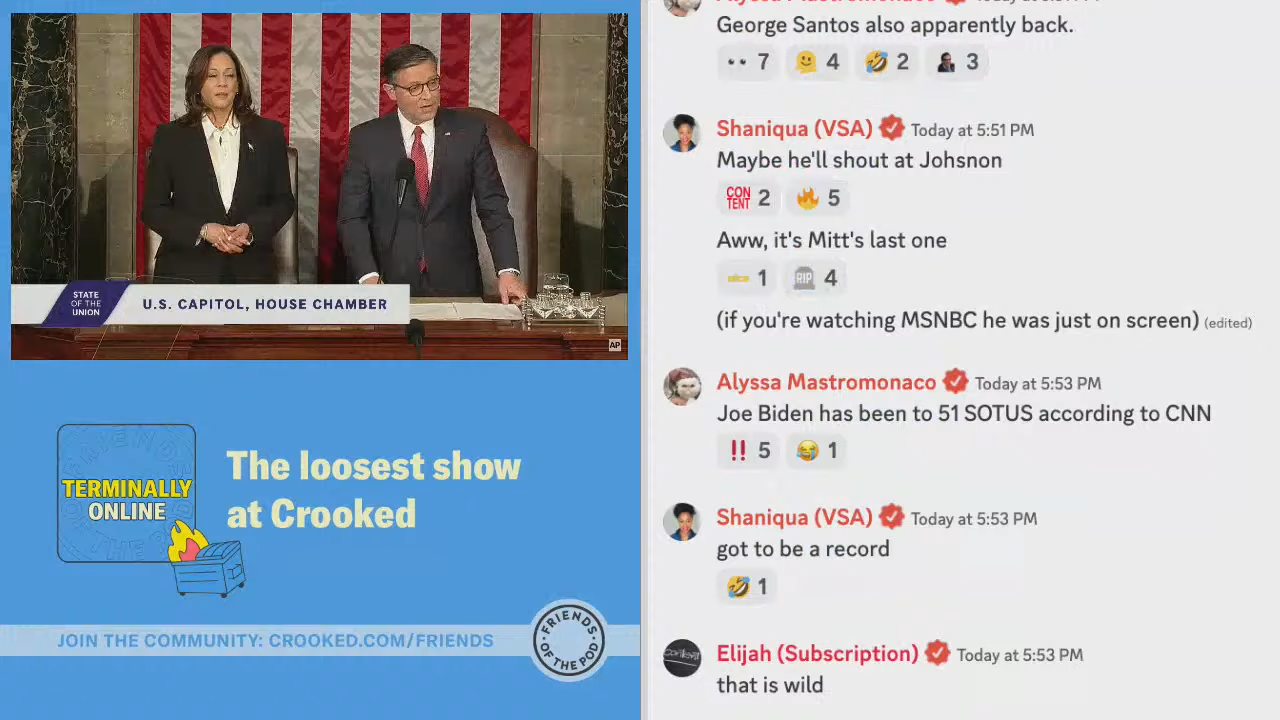 STATE
OF THE
UNION
U.S. CAPITOL, HOUSE CHAMBER
AP
TERMINALLY
ONLINE
The loosest show
at Crooked
JOIN THE COMMUNITY: CROOKED.COM/FRIENDS
FRIENDS
OF THE POD
George Santos also apparently back.
7
4
2
3
Shaniqua (VSA) Today at 5:51 PM
Maybe he'll shout at Johsnon
CON
TENT
2
5
Aww, it's Mitt's last one
1
RIP
4
(if you're watching MSNBC he was just on screen) (edited)
Alyssa Mastromonaco Today at 5:53 PM
Joe Biden has been to 51 SOTUS according to CNN
5
1
Shaniqua (VSA) Today at 5:53 PM
got to be a record
1
content
Elijah (Subscription) Today at 5:53 PM
that is wild